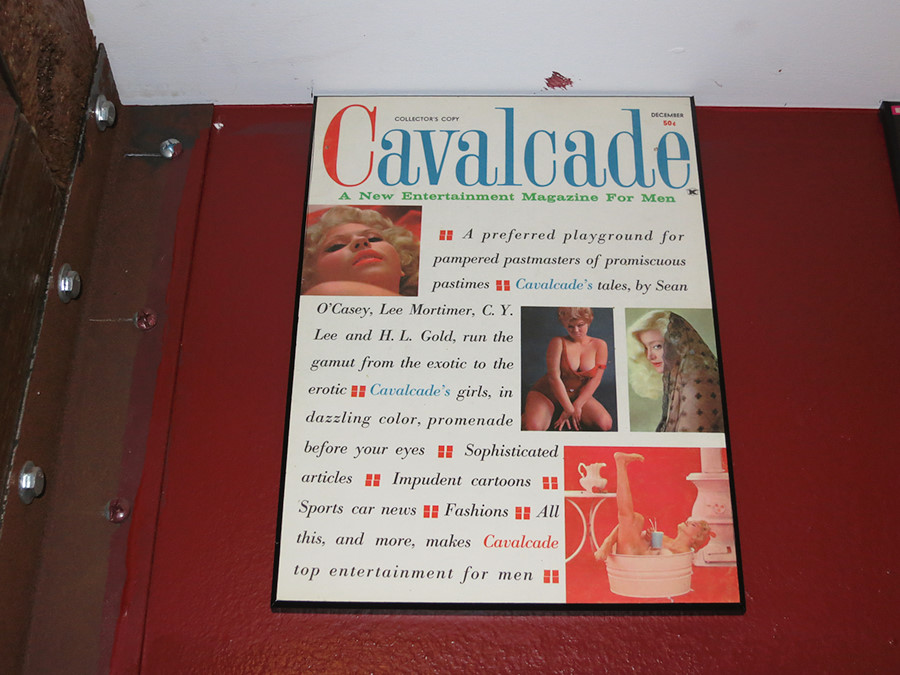 COLLECTOR'S COPY
DECEMBER
50¢
Cavalcade
A New Entertainment Magazine For Men
A preferred playground for
pampered pastmasters of promiscuous
pastimes Cavalcade's tales, by Sean
O'Casey, Lee Mortimer, C. Y.
Lee and H. L. Gold, run the
gamut from the exotic to the
erotic Cavalcade's girls, in
dazzling color, promenade
before your eyes Sophisticated
articles Impudent cartoons
Sports car news Fashions All
this, and more, makes Cavalcade
top entertainment for men